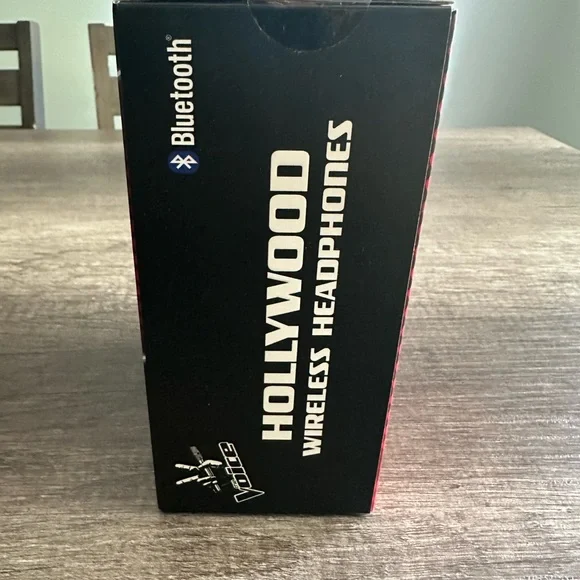 Bluetooth®
HOLLYWOOD
WIRELESS HEADPHONES
THE
VOICE